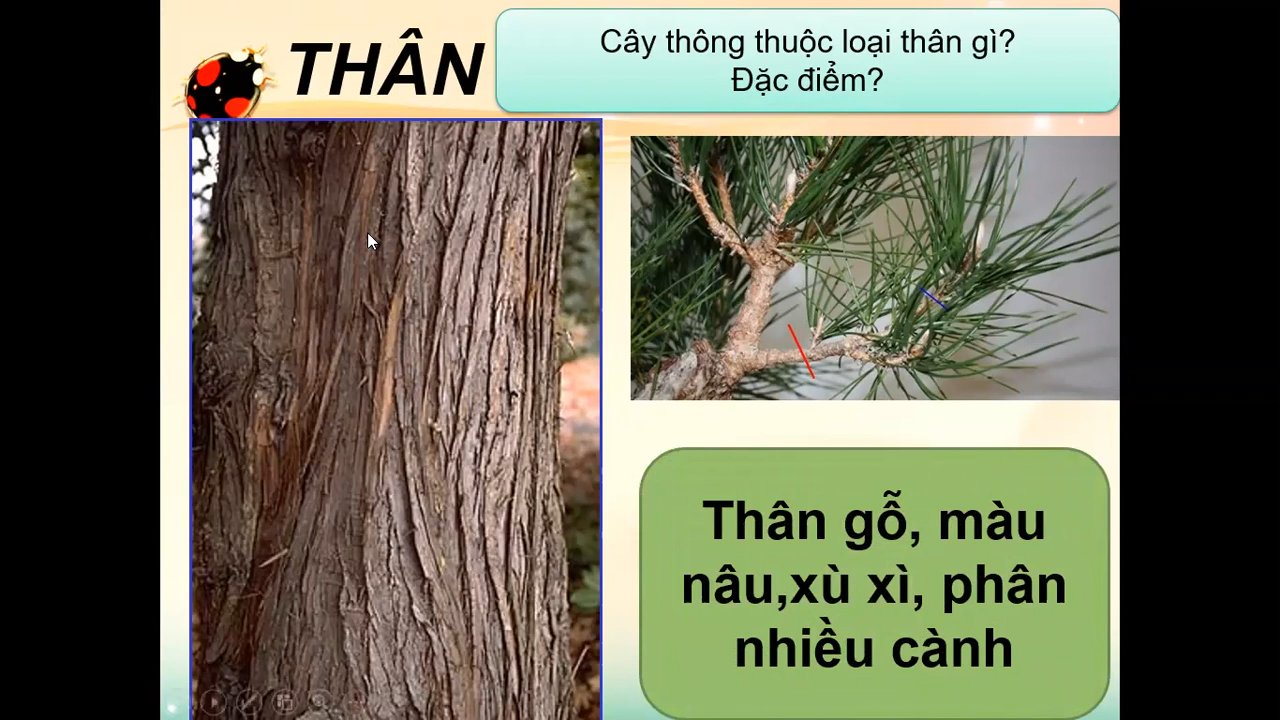 THÂN
Cây thông thuộc loại thân gì?
Đặc điểm?
Thân gỗ, màu
nâu,xù xì, phân
nhiều cành